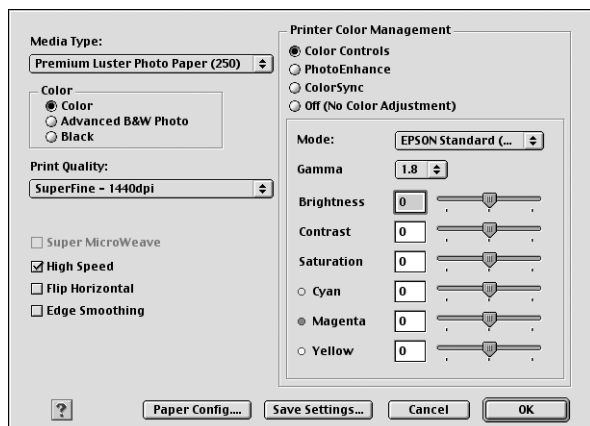 Media Type:
Premium Luster Photo Paper (250)
Color
Color
Advanced B&W Photo
Black
Print Quality:
SuperFine - 1440dpi
Super MicroWeave
High Speed
Flip Horizontal
Edge Smoothing
Printer Color Management
Color Controls
PhotoEnhance
ColorSync
Off (No Color Adjustment)
Mode: EPSON Standard (...
Gamma 1.8
Brightness 0
Contrast 0
Saturation 0
Cyan 0
Magenta 0
Yellow 0
? Paper Config.... Save Settings... Cancel OK